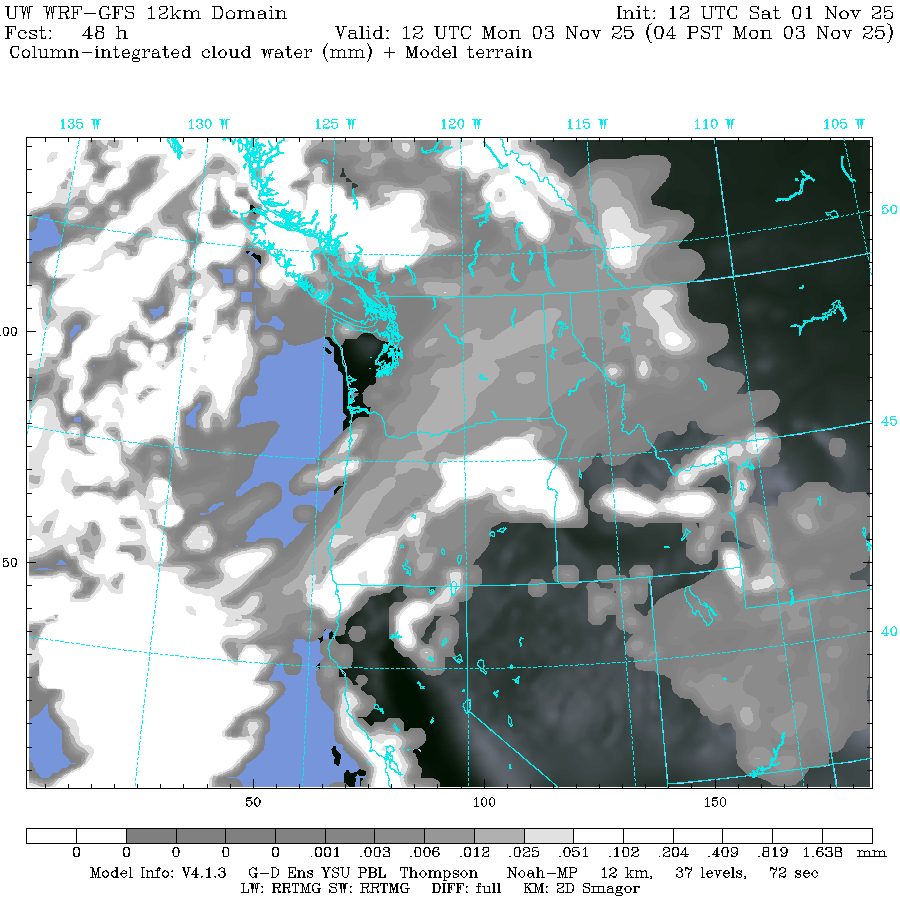 UW WRF-GFS 12km Domain Init: 12 UTC Sat 01 Nov 25
Fcst: 48 h Valid: 12 UTC Mon 03 Nov 25 (04 PST Mon 03 Nov 25)
Column-integrated cloud water (mm) + Model terrain
135 W 130 W 125 W 120 W 115 W 110 W 105 W
50
00
45
50
40
50 100 150
0 0 0 0 0 .001 .003 .006 .012 .025 .051 .102 .204 .409 .819 1.638 mm
Model Info: V4.1.3 G-D Ens YSU PBL Thompson Noah-MP 12 km, 37 levels, 72 sec
LW: RRTMG SW: RRTMG DIFF: full KM: 2D Smagor